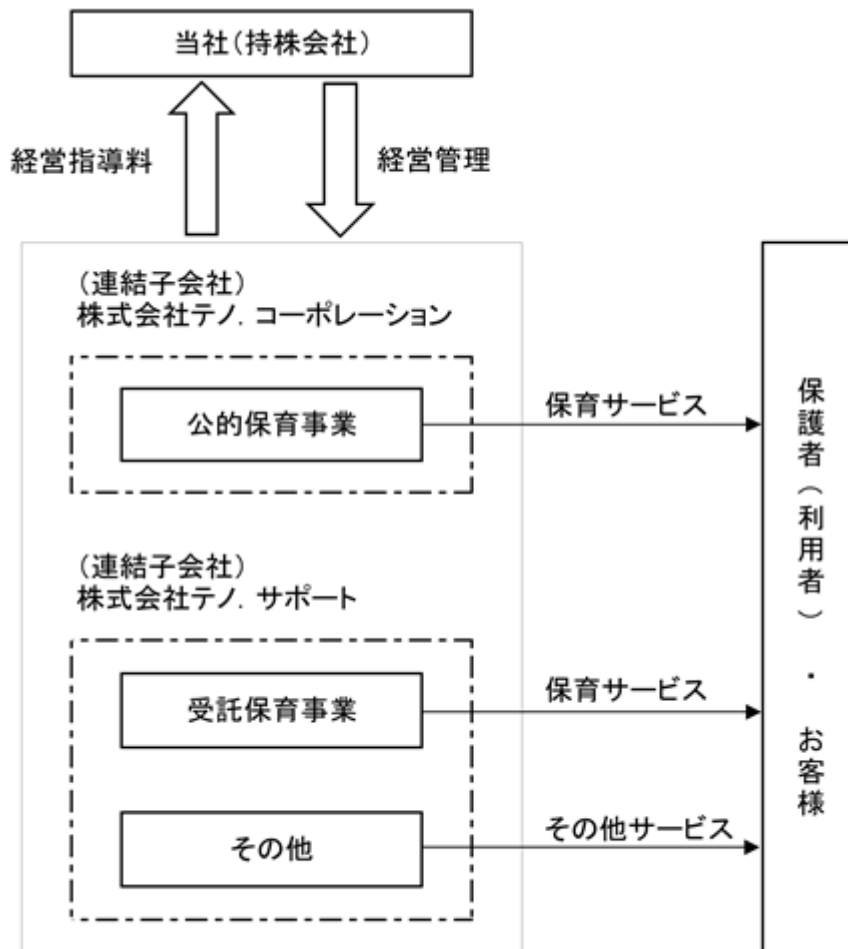 当社（持株会社）
経営指導料
経営管理
（連結子会社）
株式会社テノ．コーポレーション
公的保育事業
保育サービス
（連結子会社）
株式会社テノ．サポート
受託保育事業
保育サービス
その他
その他サービス
保護者（利用者）・お客様